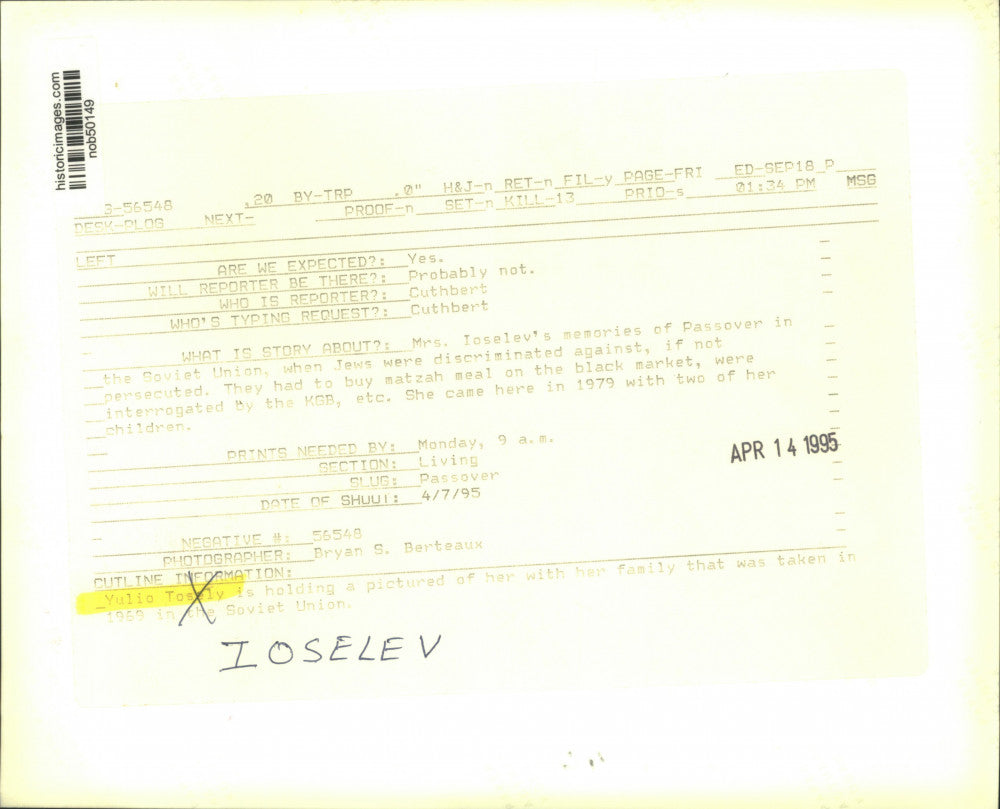 historicimages.com
nob50149
3-56548 .20 BY-TRP .0" H&J-n RET-n FIL-y PAGE-FRI ED-SEP18 P
DESK-PLOG NEXT- PROOF-n SET-n KILL-13 PRIO-s 01:34 PM MSG
LEFT
ARE WE EXPECTED?: Yes.
WILL REPORTER BE THERE?: Probably not.
WHO IS REPORTER?: Cuthbert
WHO'S TYPING REQUEST?: Cuthbert
WHAT IS STORY ABOUT?: Mrs. Ioselev's memories of Passover in
the Soviet Union, when Jews were discriminated against, if not
persecuted. They had to buy matzah meal on the black market, were
interrogated by the KGB, etc. She came here in 1979 with two of her
children.
PRINTS NEEDED BY: Monday, 9 a.m.
SECTION: Living
SLUG: Passover
DATE OF SHUUT: 4/7/95
APR 14 1995
NEGATIVE #: 56548
PHOTOGRAPHER: Bryan S. Berteaux
CUTLINE INFORMATION:
Yulio Tosely is holding a pictured of her with her family that was taken in
1969 in the Soviet Union.
IOSELEV